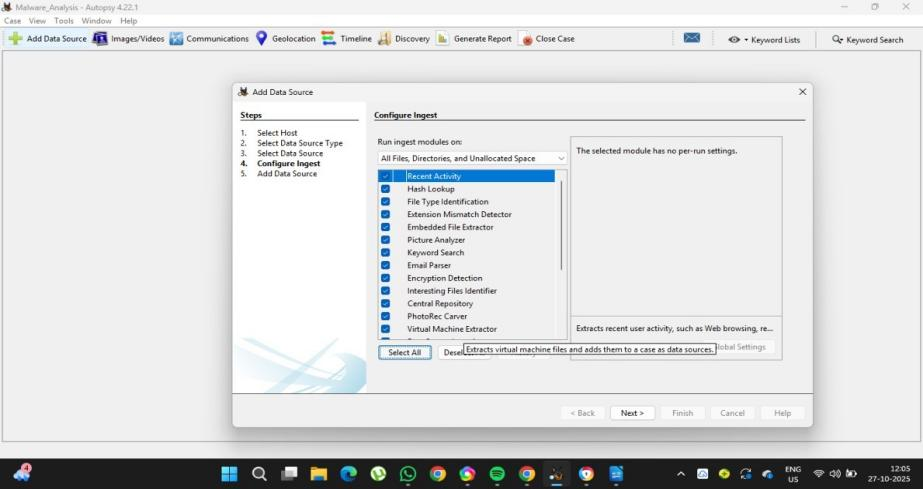 Malware_Analysis - Autopsy 4.22.1
Case View Tools Window Help
Add Data Source Images/Videos Communications Geolocation Timeline Discovery Generate Report Close Case Keyword Lists Keyword Search
Add Data Source
Steps
1. Select Host
2. Select Data Source Type
3. Select Data Source
4. Configure Ingest
5. Add Data Source
Configure Ingest
Run ingest modules on:
All Files, Directories, and Unallocated Space
Recent Activity
Hash Lookup
File Type Identification
Extension Mismatch Detector
Embedded File Extractor
Picture Analyzer
Keyword Search
Email Parser
Encryption Detection
Interesting Files Identifier
Central Repository
PhotoRec Carver
Virtual Machine Extractor
The selected module has no per-run settings.
Extracts recent user activity, such as Web browsing, re...
Select All
Extracts virtual machine files and adds them to a case as data sources.
Settings
< Back Next > Finish Cancel Help
4
ENG
US
12:05
27-10-2025